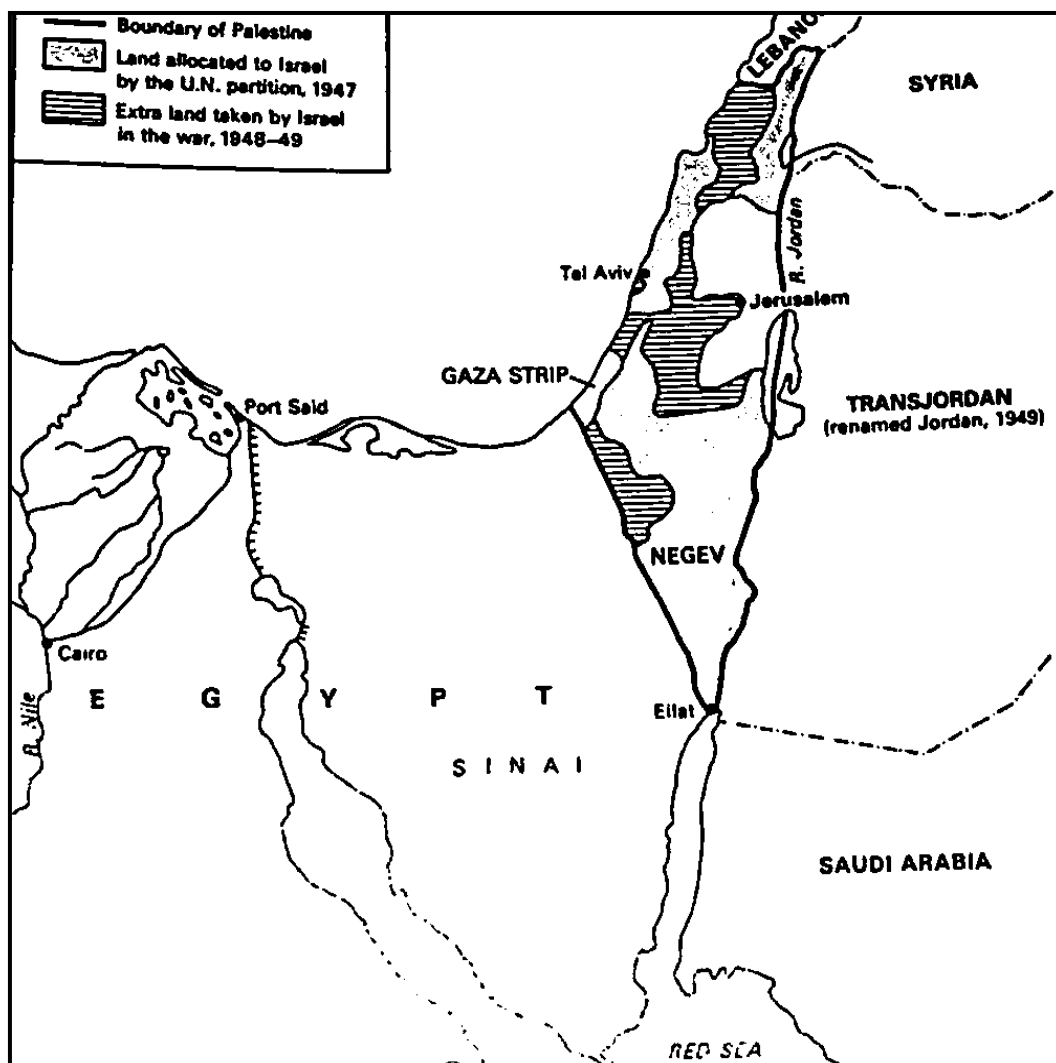 Boundary of Palestine
Land allocated to Israel
by the U.N. partition, 1947
Extra land taken by Israel
in the war, 1948–49
LEBANO
SYRIA
R. Jordan
Tel Aviv
Jerusalem
GAZA STRIP
Port Said
TRANSJORDAN
(renamed Jordan, 1949)
NEGEV
Cairo
R. Nile
E G Y P T
Eilat
SINAI
SAUDI ARABIA
RED SEA